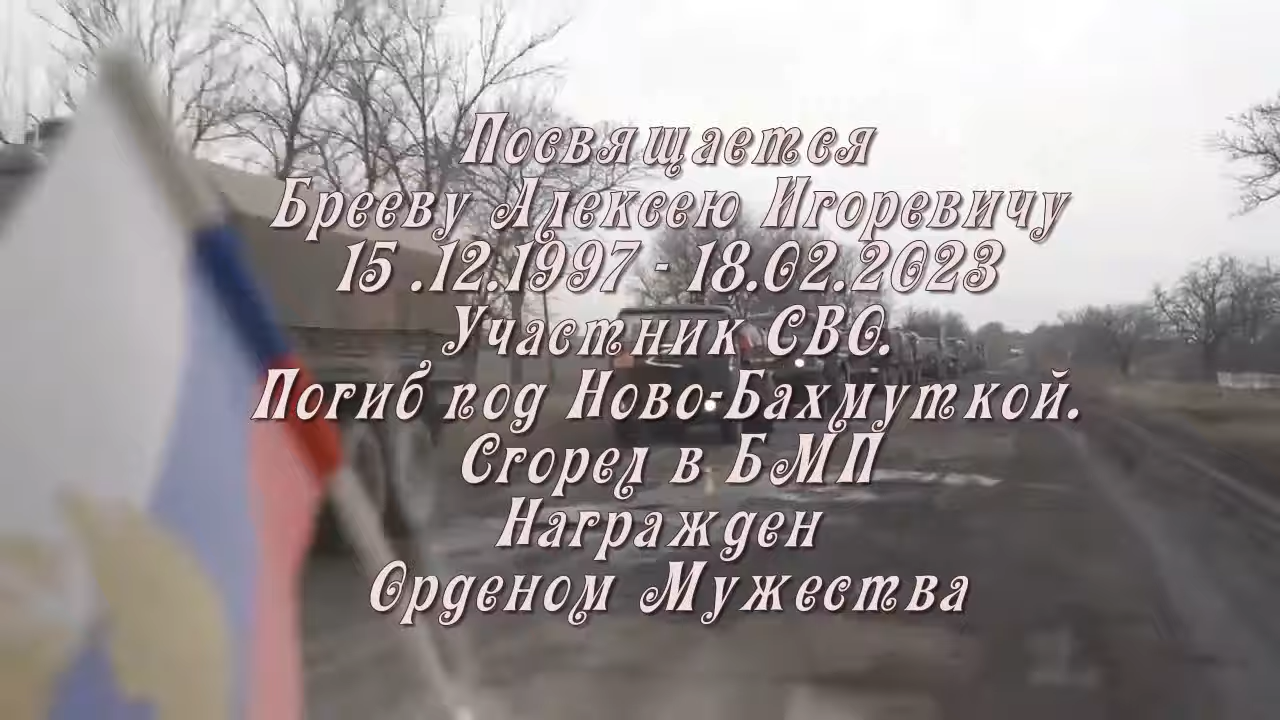 Посвящается
Брееву Алексею Игоревичу
15 .12.1997 - 18.02.2023
Участник СВО.
Погиб под Ново-Бахмуткой.
Сгорел в БМП
Награжден
Орденом Мужества